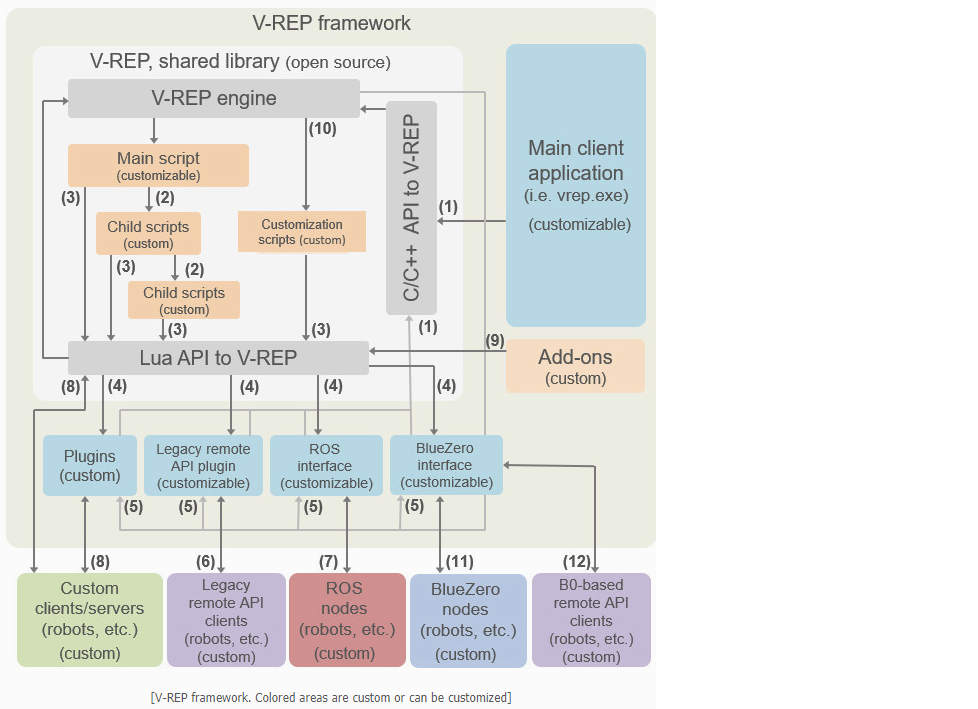 V-REP framework
V-REP, shared library (open source)
V-REP engine
(10)
Main script
(customizable)
(3)
(2)
Child scripts
(custom)
Customization
scripts (custom)
(3)
(2)
Child scripts
(custom)
(3)
(3)
C/C++ API to V-REP
(1)
(1)
Main client
application
(i.e. vrep.exe)
(customizable)
(9)
Add-ons
(custom)
Lua API to V-REP
(8)
(4)
(4)
(4)
(4)
Plugins
(custom)
Legacy remote
API plugin
(customizable)
ROS
interface
(customizable)
BlueZero
interface
(customizable)
(5)
(5)
(5)
(5)
(8)
(6)
(7)
(11)
(12)
Custom
clients/servers
(robots, etc.)
(custom)
Legacy
remote API
clients
(robots, etc.)
(custom)
ROS
nodes
(robots, etc.)
(custom)
BlueZero
nodes
(robots, etc.)
(custom)
B0-based
remote API
clients
(robots, etc.)
(custom)
[V-REP framework. Colored areas are custom or can be customized]